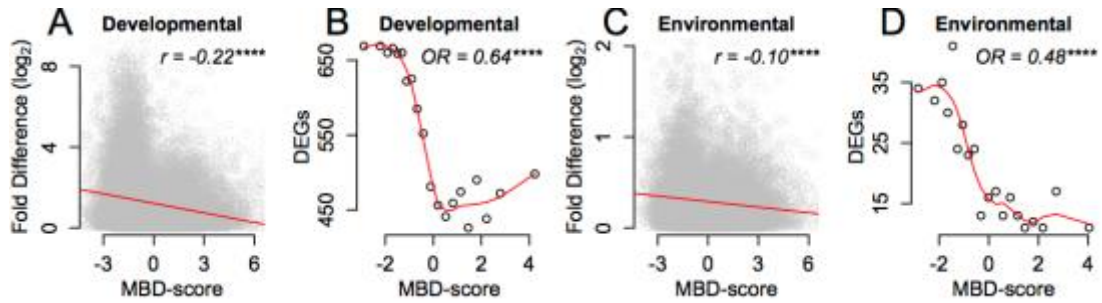 A Developmental
r = -0.22****
Fold Difference (log2)
8
6
4
2
0
-3 0 3 6
MBD-score
B Developmental
OR = 0.64****
DEGs
650
550
450
-2 0 2 4
MBD-score
C Environmental
r = -0.10****
Fold Difference (log2)
2
1
0
-3 0 3 6
MBD-score
D Environmental
OR = 0.48****
DEGs
35
25
15
-2 0 2 4
MBD-score